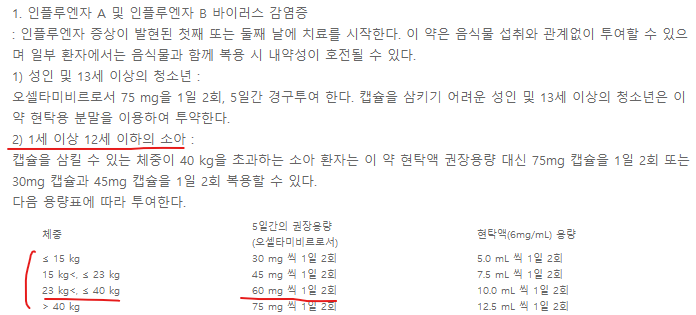 1. 인플루엔자 A 및 인플루엔자 B 바이러스 감염증
: 인플루엔자 증상이 발현된 첫째 또는 둘째 날에 치료를 시작한다. 이 약은 음식물 섭취와 관계없이 투여할 수 있으
며 일부 환자에서는 음식물과 함께 복용 시 내약성이 호전될 수 있다.
1) 성인 및 13세 이상의 청소년 :
오셀타미비르로서 75 mg을 1일 2회, 5일간 경구투여 한다. 캡슐을 삼키기 어려운 성인 및 13세 이상의 청소년은 이
약 현탁용 분말을 이용하여 투약한다.
2) 1세 이상 12세 이하의 소아 :
캡슐을 삼킬 수 있는 체중이 40 kg을 초과하는 소아 환자는 이 약 현탁액 권장용량 대신 75mg 캡슐을 1일 2회 또는
30mg 캡슐과 45mg 캡슐을 1일 2회 복용할 수 있다.
다음 용량표에 따라 투여한다.
체중 5일간의 권장용량 (오셀타미비르로서) 현탁액(6mg/mL) 용량
≤ 15 kg 30 mg 씩 1일 2회 5.0 mL 씩 1일 2회
15 kg<, ≤ 23 kg 45 mg 씩 1일 2회 7.5 mL 씩 1일 2회
23 kg<, ≤ 40 kg 60 mg 씩 1일 2회 10.0 mL 씩 1일 2회
> 40 kg 75 mg 씩 1일 2회 12.5 mL 씩 1일 2회